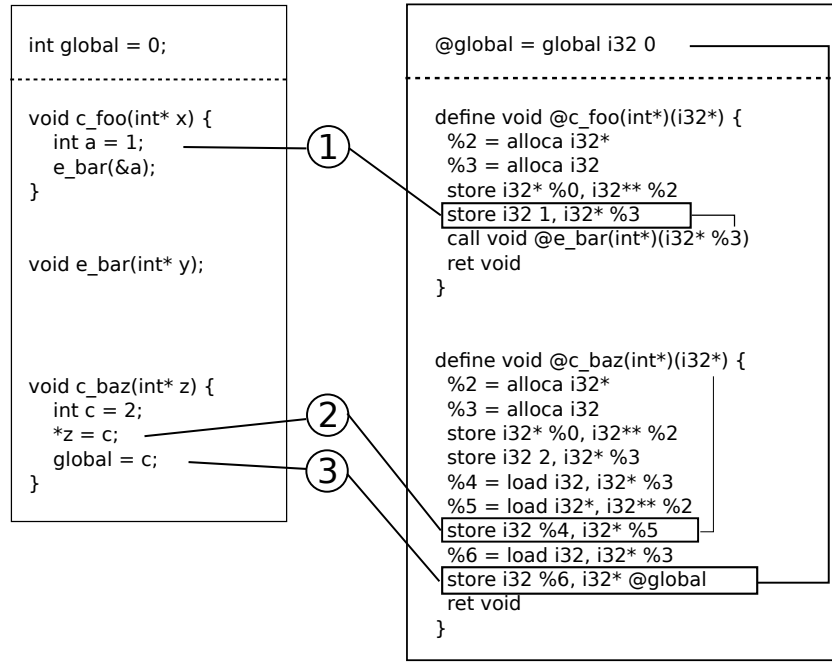 int global = 0;
void c_foo(int* x) {
int a = 1;
e_bar(&a);
}
void e_bar(int* y);
void c_baz(int* z) {
int c = 2;
*z = c;
global = c;
}
1
2
3
@global = global i32 0
define void @c_foo(int*)(i32*) {
%2 = alloca i32*
%3 = alloca i32
store i32* %0, i32** %2
store i32 1, i32* %3
call void @e_bar(int*)(i32* %3)
ret void
}
define void @c_baz(int*)(i32*) {
%2 = alloca i32*
%3 = alloca i32
store i32* %0, i32** %2
store i32 2, i32* %3
%4 = load i32, i32* %3
%5 = load i32*, i32** %2
store i32 %4, i32* %5
%6 = load i32, i32* %3
store i32 %6, i32* @global
ret void
}